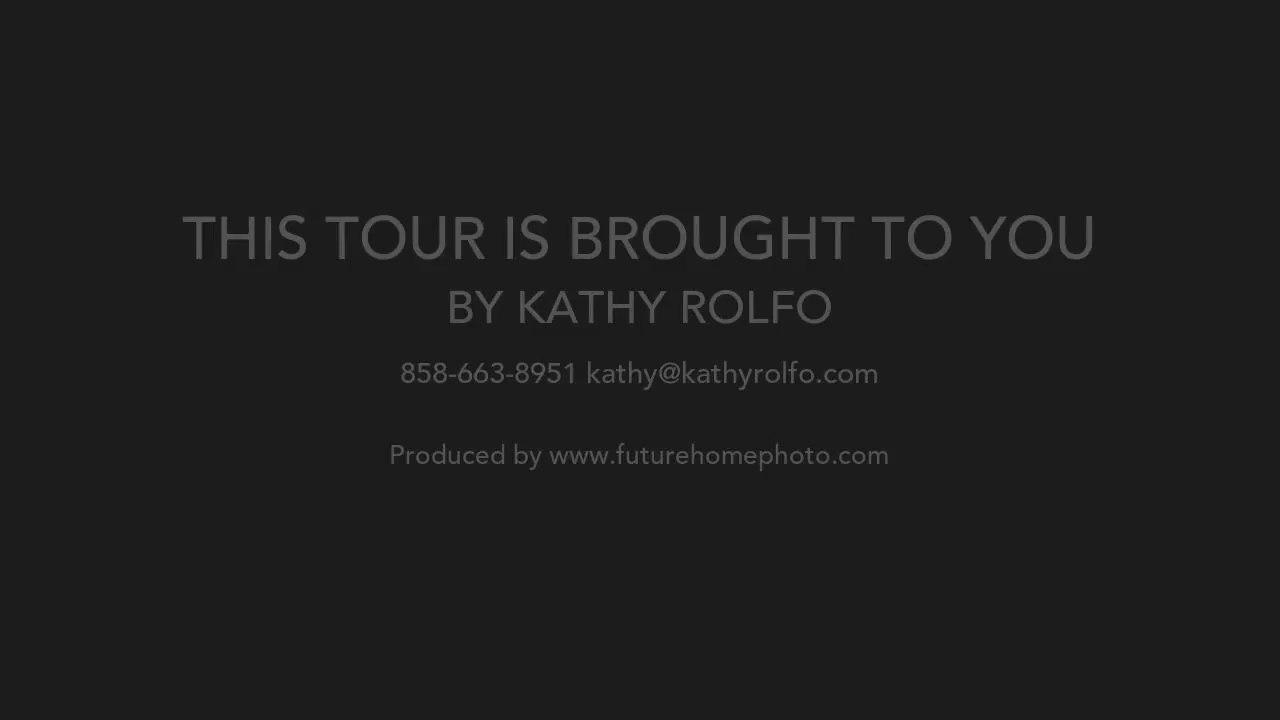 THIS TOUR IS BROUGHT TO YOU
BY KATHY ROLFO
858-663-8951 kathy@kathyrolfo.com
Produced by www.futurehomephoto.com